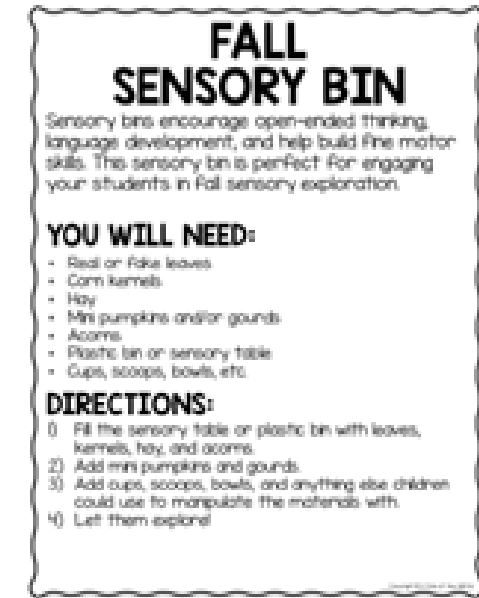 FALL
SENSORY BIN
Sensory bins encourage open-ended thinking,
language development, and help build fine motor
skills. This sensory bin is perfect for engaging
your students in fall sensory exploration.
YOU WILL NEED:
• Real or fake leaves
• Corn kernels
• Hay
• Mini pumpkins and/or gourds
• Acorns
• Plastic bin or sensory table
• Cups, scoops, bowls, etc.
DIRECTIONS:
1) Fill the sensory table or plastic bin with leaves,
kernels, hay, and acorns.
2) Add mini pumpkins and gourds.
3) Add cups, scoops, bowls, and anything else children
could use to manipulate the materials with.
4) Let them explore!